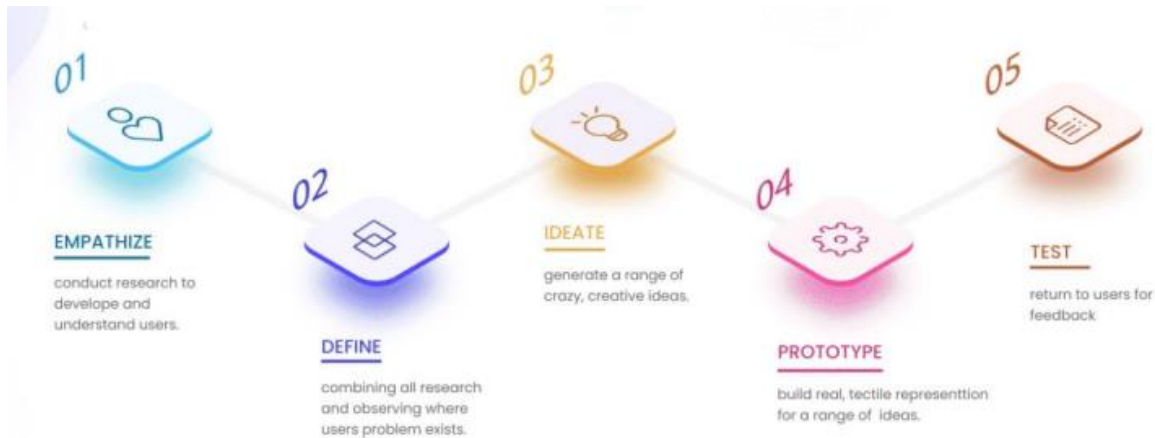 01
EMPATHIZE
conduct research to
develope and
understand users.
02
DEFINE
combining all research
and observing where
users problem exists.
03
IDEATE
generate a range of
crazy, creative ideas.
04
PROTOTYPE
build real, tectile representtion
for a range of ideas.
05
TEST
return to users for
feedback